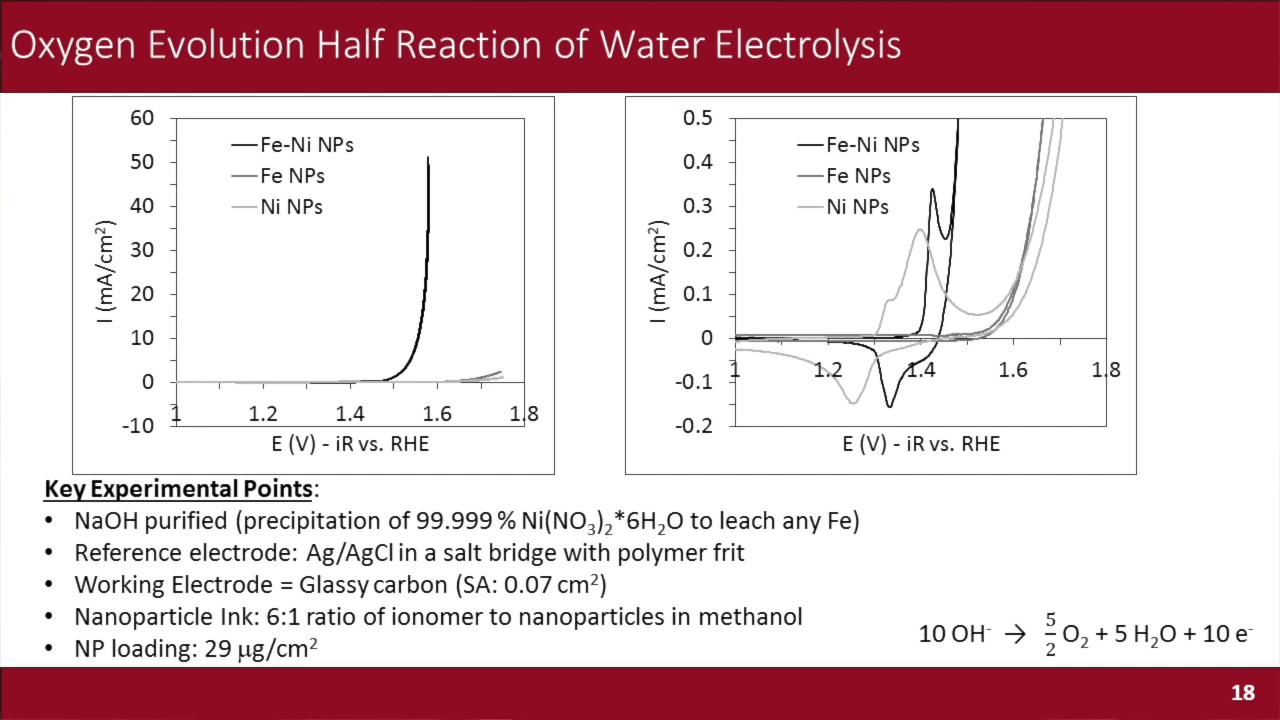 Oxygen Evolution Half Reaction of Water Electrolysis
60
50
40
30
20
10
0
-10
1
1.2
1.4
1.6
1.8
I (mA/cm²)
E (V) - iR vs. RHE
Fe-Ni NPs
Fe NPs
Ni NPs
0.5
0.4
0.3
0.2
0.1
0
-0.1
-0.2
1
1.2
1.4
1.6
1.8
I (mA/cm²)
E (V) - iR vs. RHE
Fe-Ni NPs
Fe NPs
Ni NPs
Key Experimental Points:
• NaOH purified (precipitation of 99.999 % Ni(NO₃)₂*6H₂O to leach any Fe)
• Reference electrode: Ag/AgCl in a salt bridge with polymer frit
• Working Electrode = Glassy carbon (SA: 0.07 cm²)
• Nanoparticle Ink: 6:1 ratio of ionomer to nanoparticles in methanol
• NP loading: 29 µg/cm²
10 OH⁻ → 5/2 O₂ + 5 H₂O + 10 e⁻
18